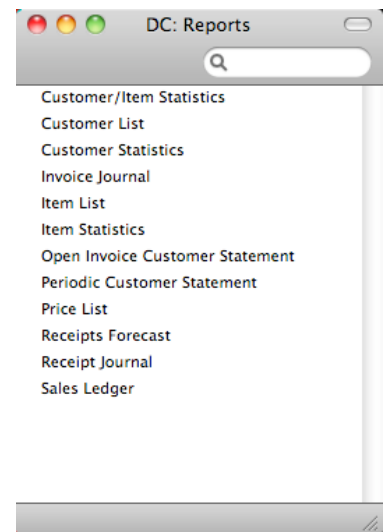 DC: Reports
Customer/Item Statistics
Customer List
Customer Statistics
Invoice Journal
Item List
Item Statistics
Open Invoice Customer Statement
Periodic Customer Statement
Price List
Receipts Forecast
Receipt Journal
Sales Ledger